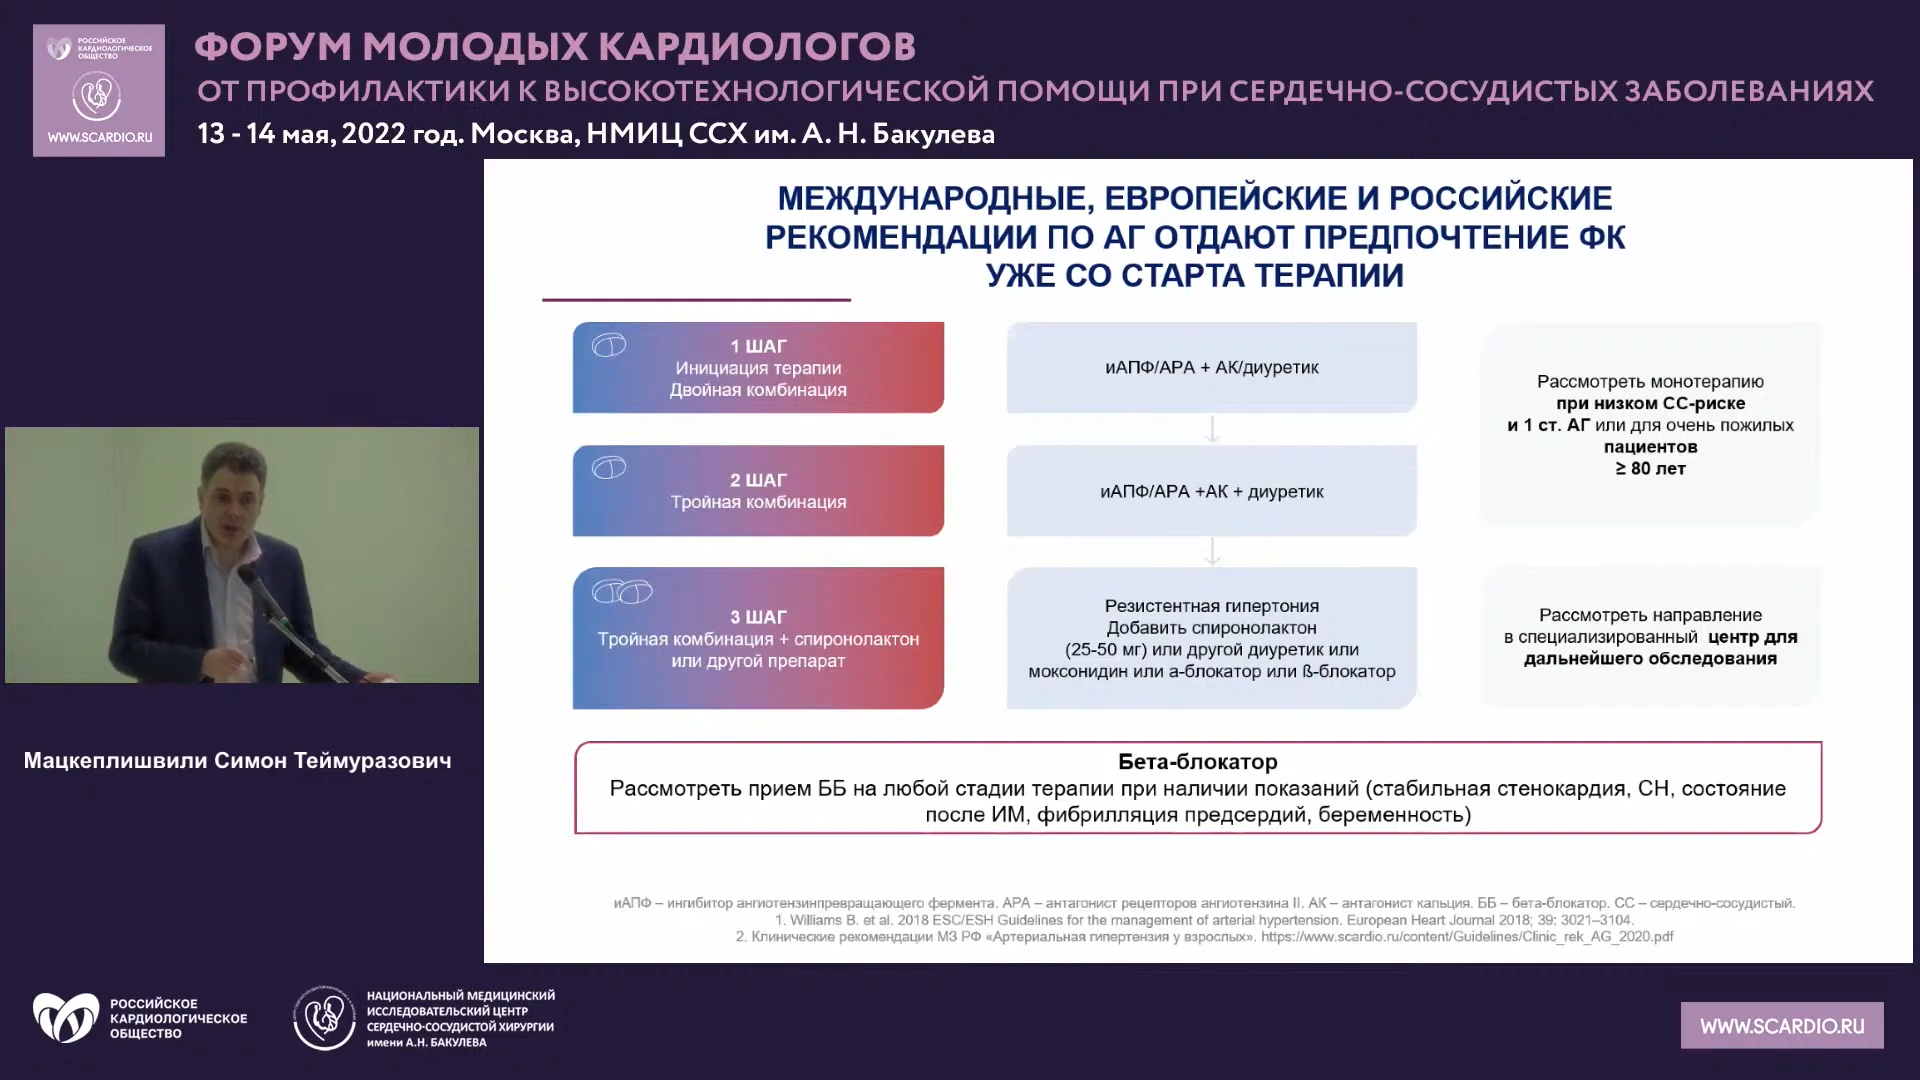 РОССИЙСКОЕ
КАРДИОЛОГИЧЕСКОЕ
ОБЩЕСТВО
WWW.SCARDIO.RU
ФОРУМ МОЛОДЫХ КАРДИОЛОГОВ
ОТ ПРОФИЛАКТИКИ К ВЫСОКОТЕХНОЛОГИЧЕСКОЙ ПОМОЩИ ПРИ СЕРДЕЧНО-СОСУДИСТЫХ ЗАБОЛЕВАНИЯХ
13 - 14 мая, 2022 год. Москва, НМИЦ ССХ им. А. Н. Бакулева
МЕЖДУНАРОДНЫЕ, ЕВРОПЕЙСКИЕ И РОССИЙСКИЕ
РЕКОМЕНДАЦИИ ПО АГ ОТДАЮТ ПРЕДПОЧТЕНИЕ ФК
УЖЕ СО СТАРТА ТЕРАПИИ
1 ШАГ
Инициация терапии
Двойная комбинация
иАПФ/АРА + АК/диуретик
Рассмотреть монотерапию
при низком СС-риске
и 1 ст. АГ или для очень пожилых
пациентов
≥ 80 лет
2 ШАГ
Тройная комбинация
иАПФ/АРА +АК + диуретик
3 ШАГ
Тройная комбинация + спиронолактон
или другой препарат
Резистентная гипертония
Добавить спиронолактон
(25-50 мг) или другой диуретик или
моксонидин или а-блокатор или ß-блокатор
Рассмотреть направление
в специализированный центр для
дальнейшего обследования
Бета-блокатор
Рассмотреть прием ББ на любой стадии терапии при наличии показаний (стабильная стенокардия, СН, состояние
после ИМ, фибрилляция предсердий, беременность)
иАПФ – ингибитор ангиотензинпревращающего фермента. АРА – антагонист рецепторов ангиотензина II. АК – антагонист кальция. ББ – бета-блокатор. СС – сердечно-сосудистый.
1. Williams B. et al. 2018 ESC/ESH Guidelines for the management of arterial hypertension. European Heart Journal 2018; 39: 3021–3104.
2. Клинические рекомендации МЗ РФ «Артериальная гипертензия у взрослых». https://www.scardio.ru/content/Guidelines/Clinic_rek_AG_2020.pdf
Мацкеплишвили Симон Теймуразович
РОССИЙСКОЕ
КАРДИОЛОГИЧЕСКОЕ
ОБЩЕСТВО
НАЦИОНАЛЬНЫЙ МЕДИЦИНСКИЙ
ИССЛЕДОВАТЕЛЬСКИЙ ЦЕНТР
СЕРДЕЧНО-СОСУДИСТОЙ ХИРУРГИИ
имени А.Н. БАКУЛЕВА
WWW.SCARDIO.RU